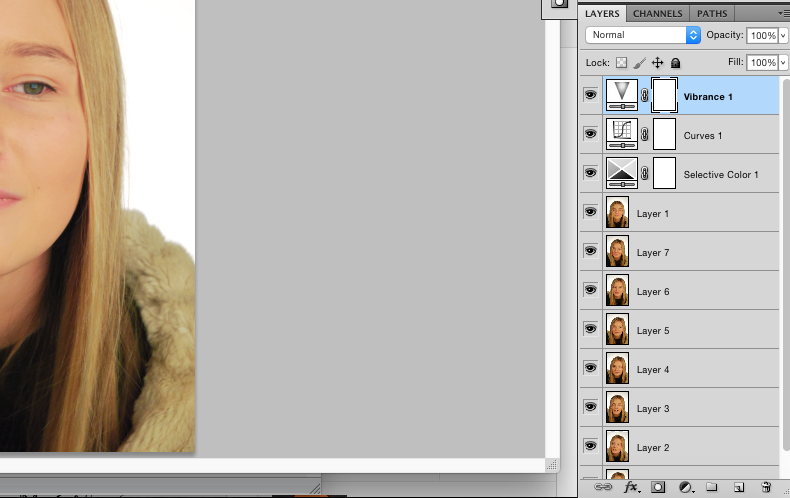 LAYERS CHANNELS PATHS
Normal Opacity: 100%
Lock: Fill: 100%
Vibrance 1
Curves 1
Selective Color 1
Layer 1
Layer 7
Layer 6
Layer 5
Layer 4
Layer 3
Layer 2
fx